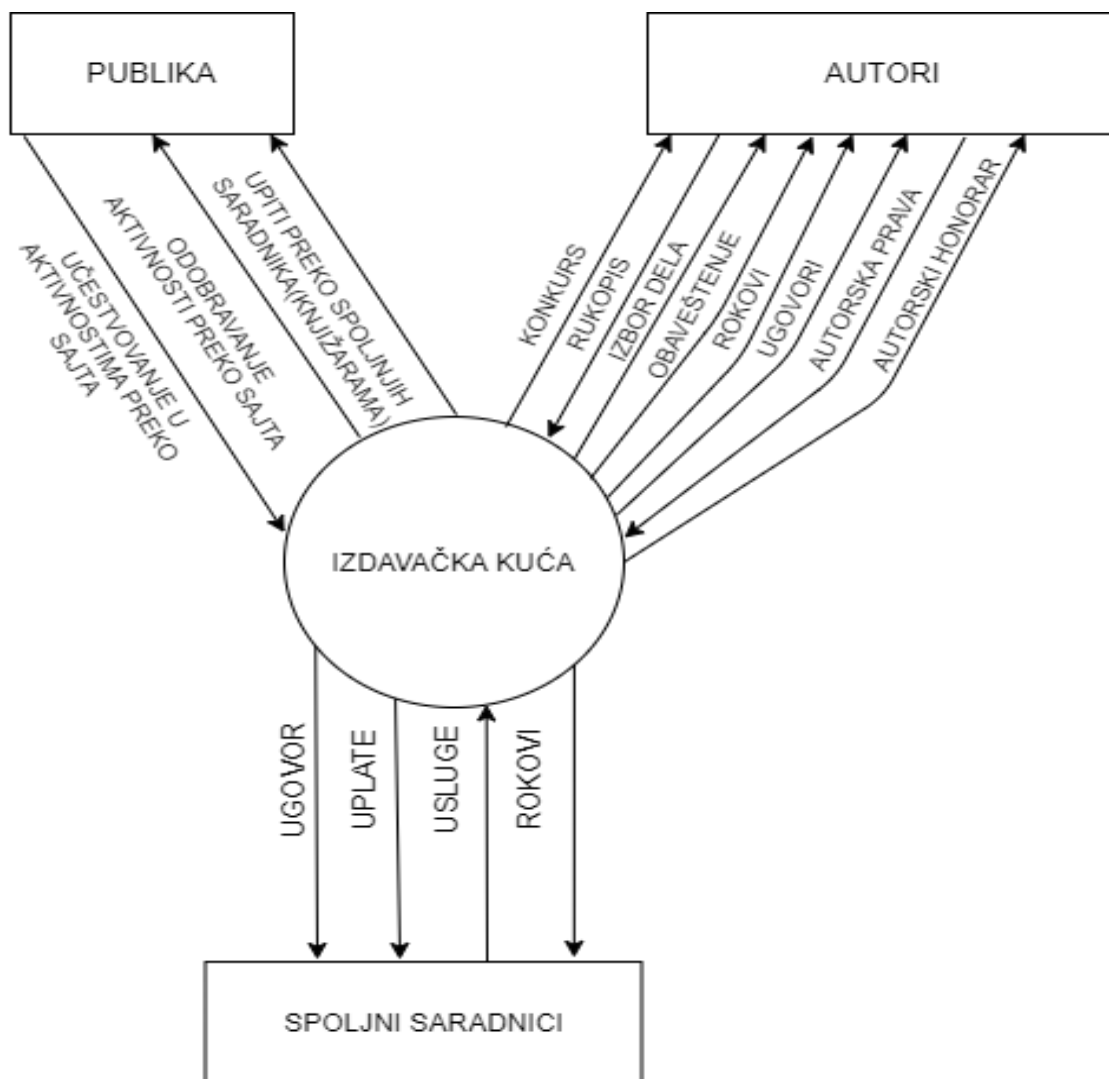 PUBLIKA
AUTORI
UČESTVOVANJE U
AKTIVNOSTIMA PREKO
SAJTA
ODOBRAVANJE
AKTIVNOSTI PREKO SAJTA
UPITI PREKO SPOLJNJIH
SARADNIKA(KNJIŽARAMA)
KONKURS
RUKOPIS
IZBOR DELA
OBAVEŠTENJE
ROKOVI
UGOVORI
AUTORSKA PRAVA
AUTORSKI HONORAR
IZDAVAČKA KUĆA
UGOVOR
UPLATE
USLUGE
ROKOVI
SPOLJNI SARADNICI